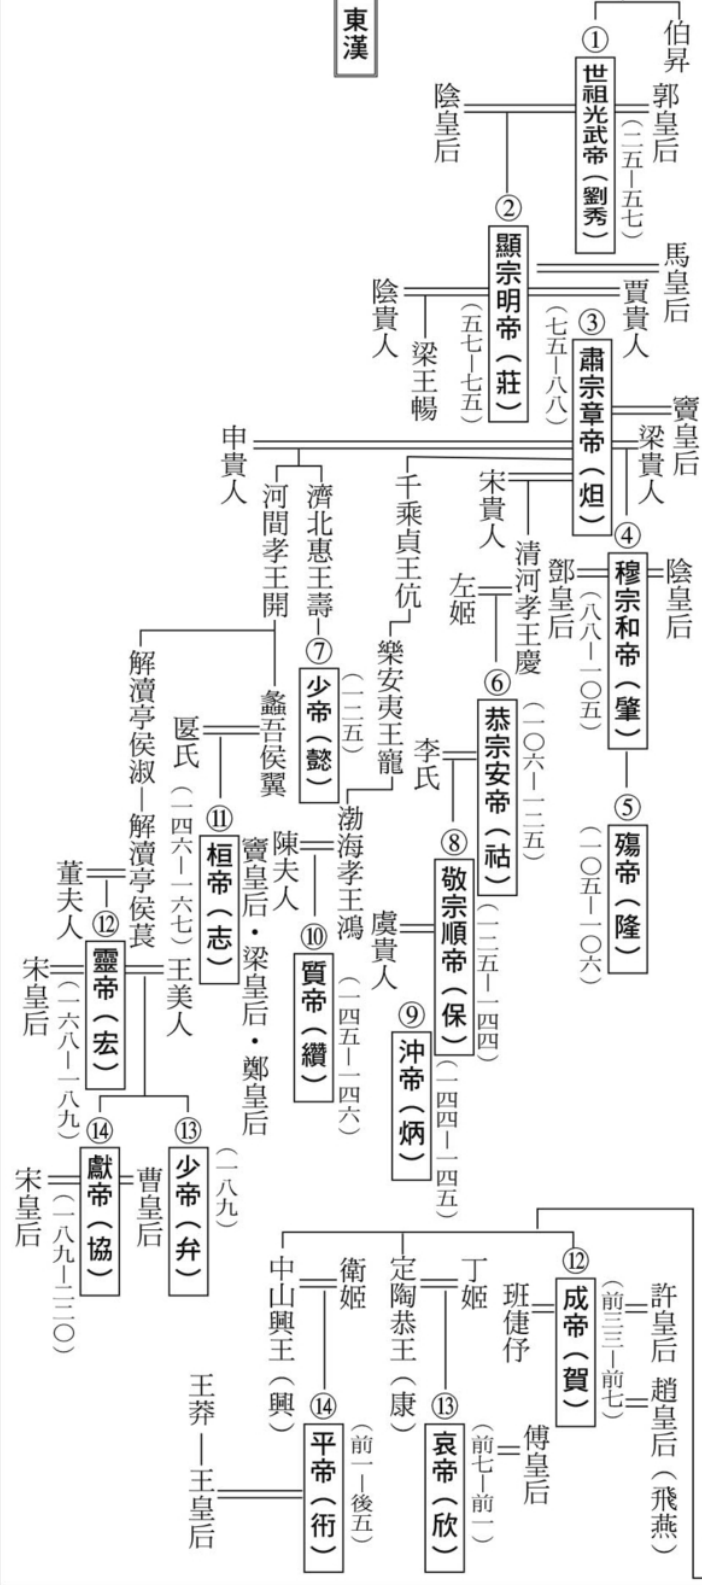 東漢
伯昇
①
世祖光武帝（劉秀）
（二五—五七）
郭皇后
陰皇后
②
顯宗明帝（莊）
（五七—七五）
馬皇后
賈貴人
陰貴人
梁王暢
③
肅宗章帝（炟）
（七五—八八）
竇皇后
梁貴人
宋貴人
申貴人
清河孝王慶
千乘貞王伉
濟北惠王壽
河間孝王開
④
穆宗和帝（肇）
（八八—一〇五）
陰皇后
鄧皇后
⑤
殤帝（隆）
（一〇五—一〇六）
左姬
⑥
恭宗安帝（祜）
（一〇六—一二五）
李氏
樂安夷王寵
⑦
少帝（懿）
（一二五）
蠡吾侯翼
匽氏
解瀆亭侯淑
解瀆亭侯萇
⑧
敬宗順帝（保）
（一二五—一四四）
虞貴人
⑨
沖帝（炳）
（一四四—一四五）
渤海孝王鴻
陳夫人
⑩
質帝（纘）
（一四五—一四六）
⑪
桓帝（志）
（一四六—一六七）
竇皇后・梁皇后・鄭皇后
董夫人
⑫
靈帝（宏）
（一六八—一八九）
王美人
宋皇后
⑬
少帝（弁）
（一八九）
⑭
獻帝（協）
（一八九—二二〇）
曹皇后
宋皇后
⑫
成帝（賀）
（前三三—前七）
許皇后
趙皇后（飛燕）
班倢伃
丁姬
定陶恭王（康）
衛姬
中山興王（興）
⑬
哀帝（欣）
（前七—前一）
傅皇后
⑭
平帝（衎）
（前一—後五）
王莽
王皇后